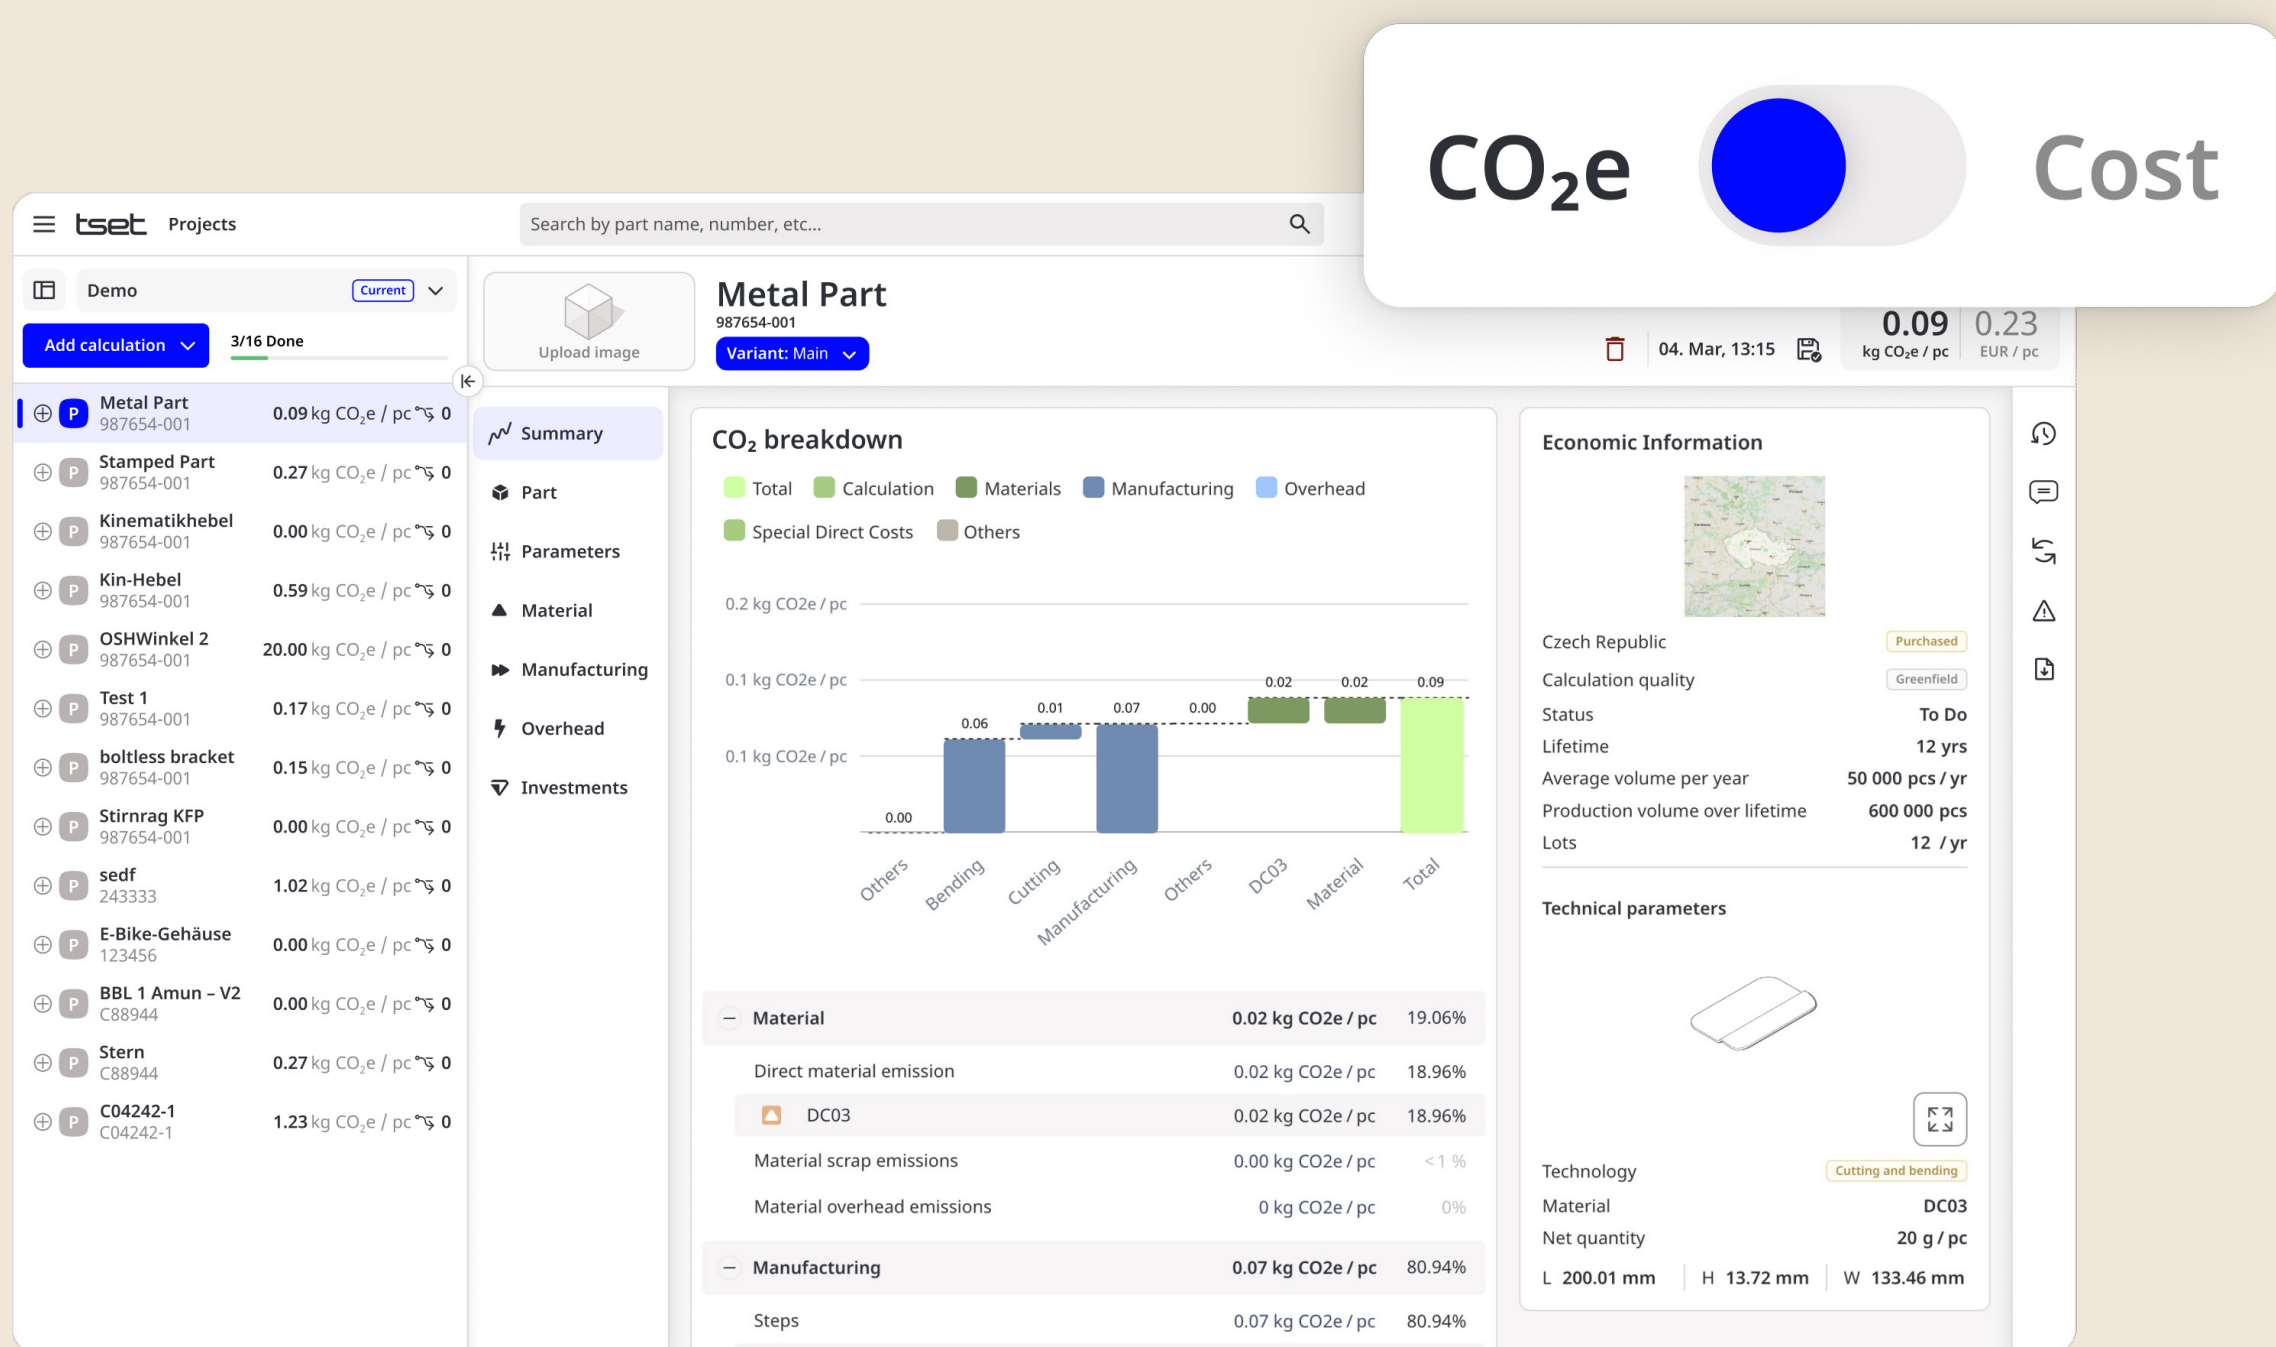 CO₂e Cost
tset Projects
Search by part name, number, etc...
Demo Current
Add calculation 3/16 Done
Metal Part
987654-001
0.09 kg CO₂e / pc 0
Stamped Part
987654-001
0.27 kg CO₂e / pc 0
Kinematikhebel
987654-001
0.00 kg CO₂e / pc 0
Kin-Hebel
987654-001
0.59 kg CO₂e / pc 0
OSHWinkel 2
987654-001
20.00 kg CO₂e / pc 0
Test 1
987654-001
0.17 kg CO₂e / pc 0
boltless bracket
987654-001
0.15 kg CO₂e / pc 0
Stirnrag KFP
987654-001
0.00 kg CO₂e / pc 0
sedf
243333
1.02 kg CO₂e / pc 0
E-Bike-Gehäuse
123456
0.00 kg CO₂e / pc 0
BBL 1 Amun – V2
C88944
0.00 kg CO₂e / pc 0
Stern
C88944
0.27 kg CO₂e / pc 0
C04242-1
C04242-1
1.23 kg CO₂e / pc 0
P
P
P
P
P
P
P
P
P
P
P
P
P
Upload image
Metal Part
987654-001
Variant: Main
04. Mar, 13:15
0.09 0.23
kg CO₂e / pc EUR / pc
Summary
Part
Parameters
Material
Manufacturing
Overhead
Investments
CO₂ breakdown
Total Calculation Materials Manufacturing Overhead
Special Direct Costs Others
0.2 kg CO2e / pc
0.1 kg CO2e / pc
0.1 kg CO2e / pc
0.00 0.06 0.01 0.07 0.00 0.02 0.02 0.09
Others Bending Cutting Manufacturing Others DC03 Material Total
Material 0.02 kg CO2e / pc 19.06%
Direct material emission 0.02 kg CO2e / pc 18.96%
DC03 0.02 kg CO2e / pc 18.96%
Material scrap emissions 0.00 kg CO2e / pc <1 %
Material overhead emissions 0 kg CO2e / pc 0%
Manufacturing 0.07 kg CO2e / pc 80.94%
Steps 0.07 kg CO2e / pc 80.94%
Economic Information
Czech Republic Purchased
Calculation quality Greenfield
Status To Do
Lifetime 12 yrs
Average volume per year 50 000 pcs / yr
Production volume over lifetime 600 000 pcs
Lots 12 / yr
Technical parameters
Technology Cutting and bending
Material DC03
Net quantity 20 g / pc
L 200.01 mm H 13.72 mm W 133.46 mm